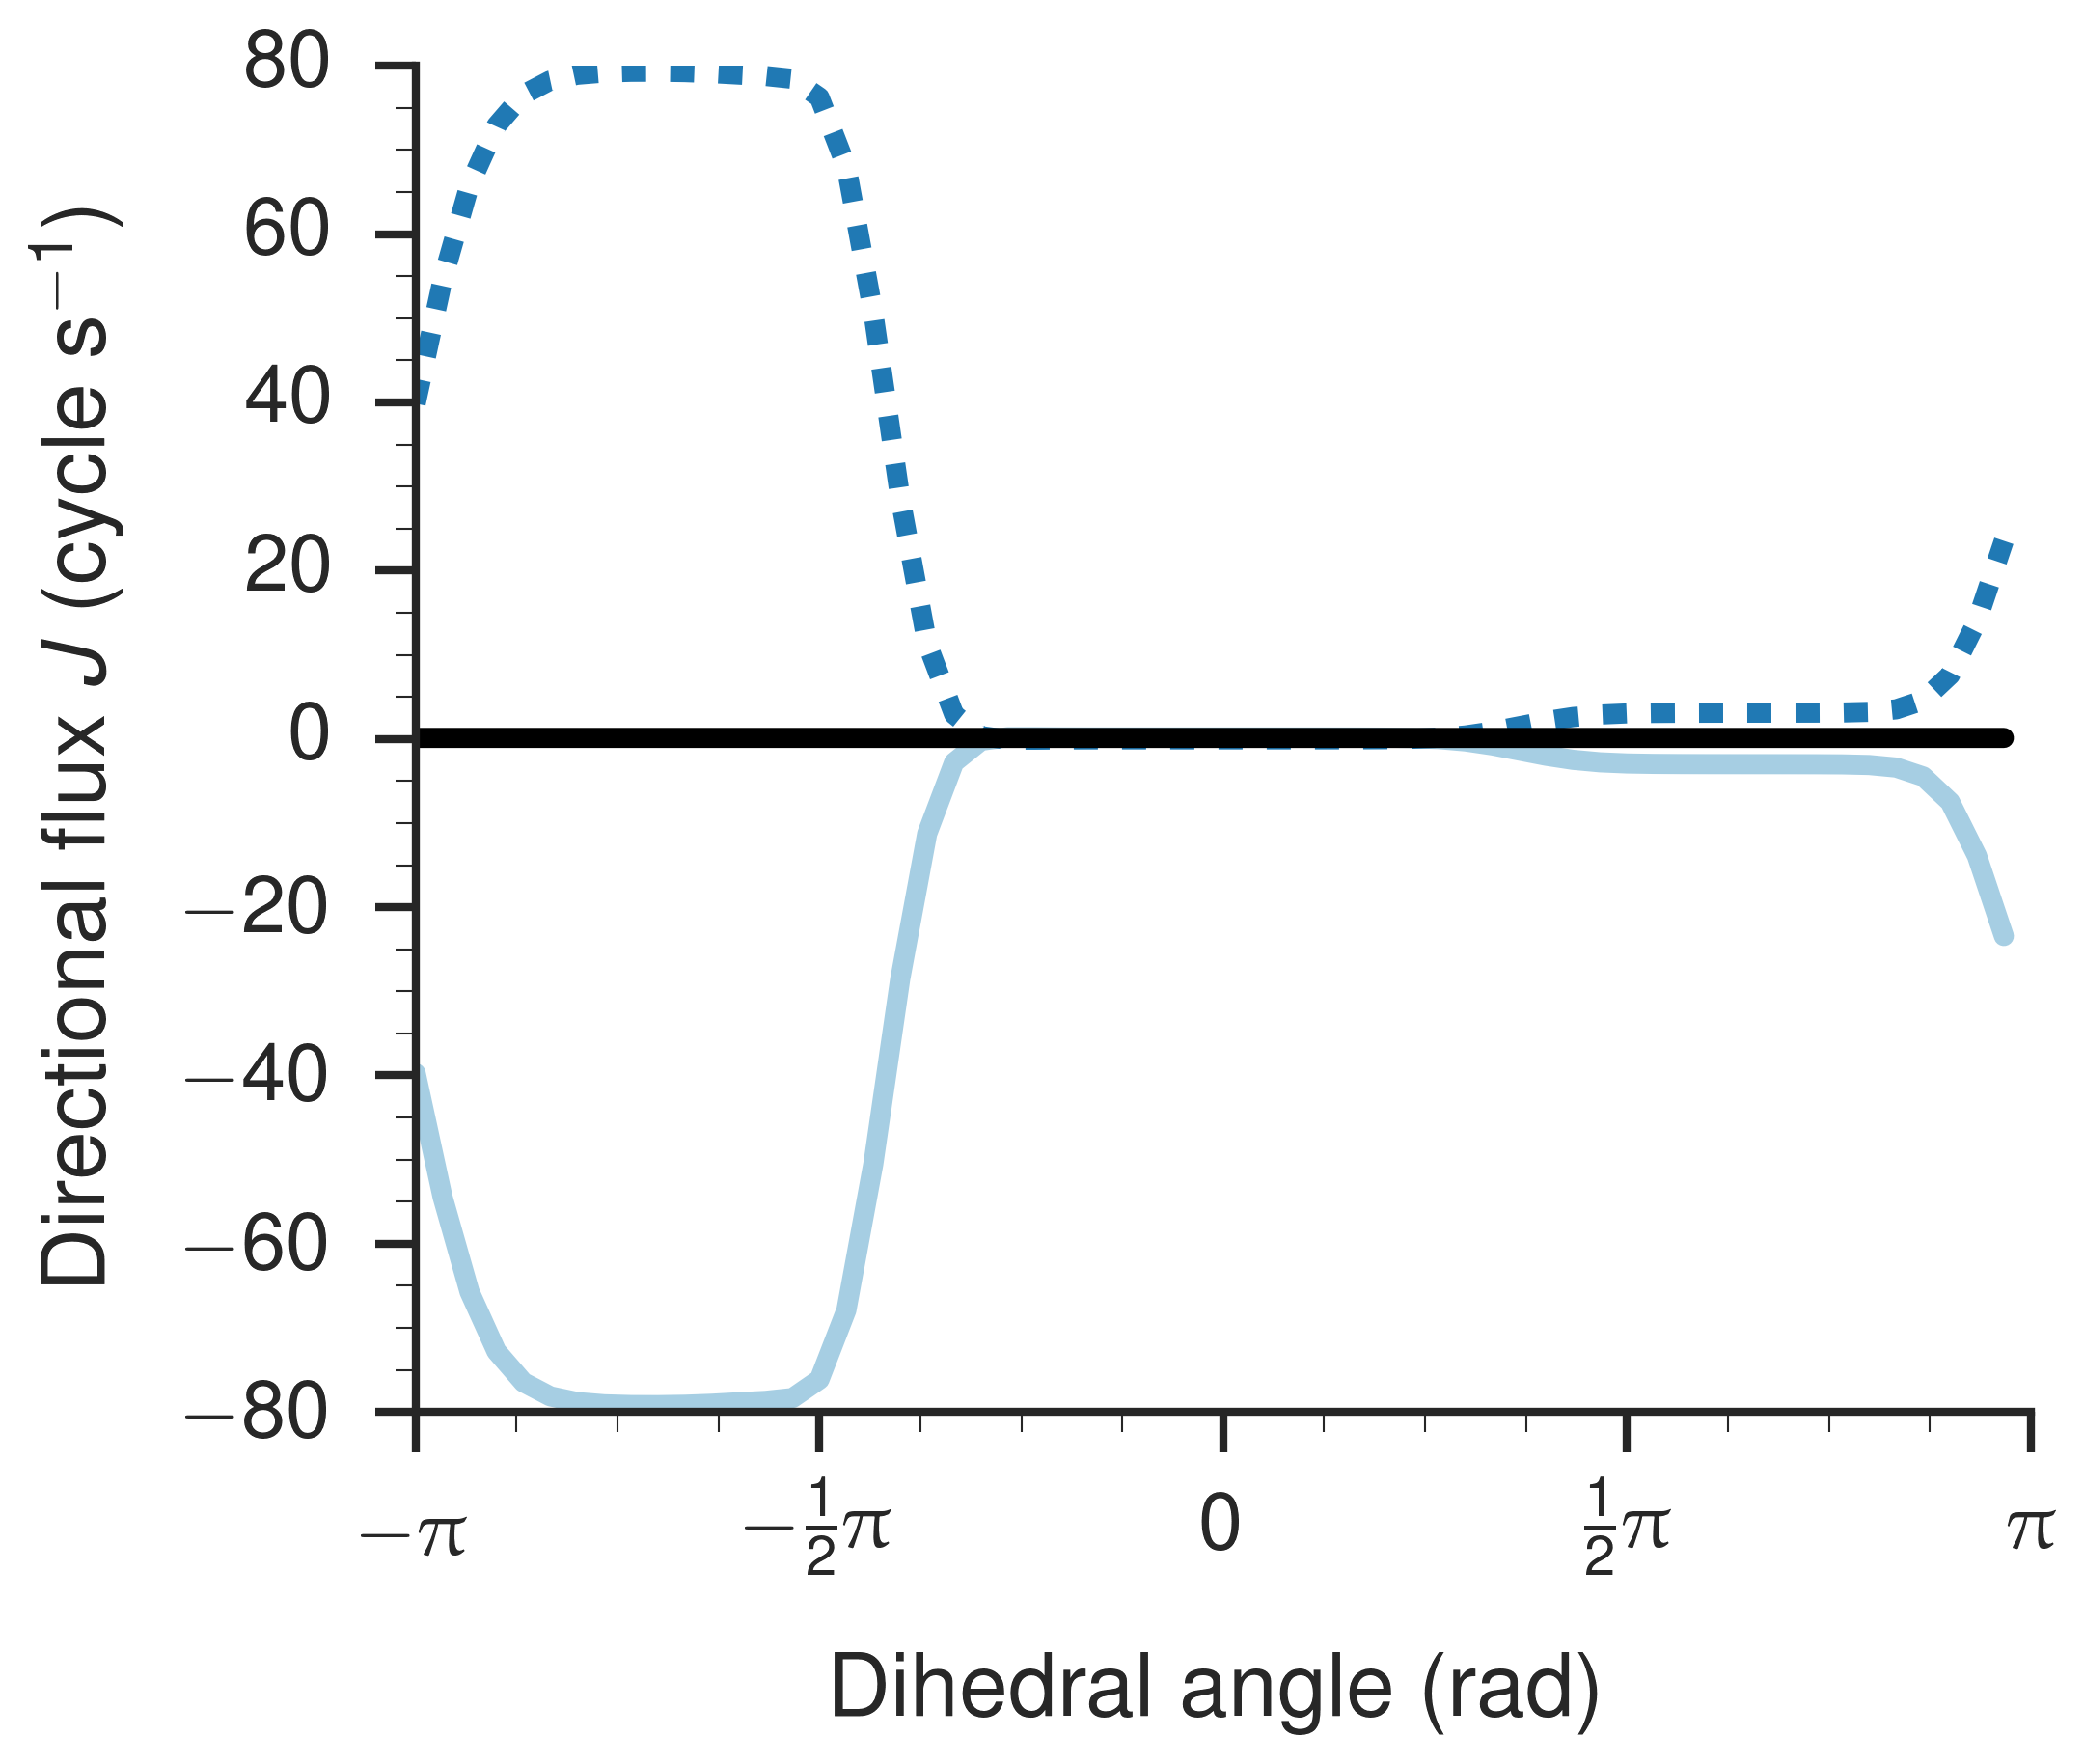 Directional flux J (cycle s⁻¹)
80
60
40
20
0
−20
−40
−60
−80
−π
−½π
0
½π
π
Dihedral angle (rad)